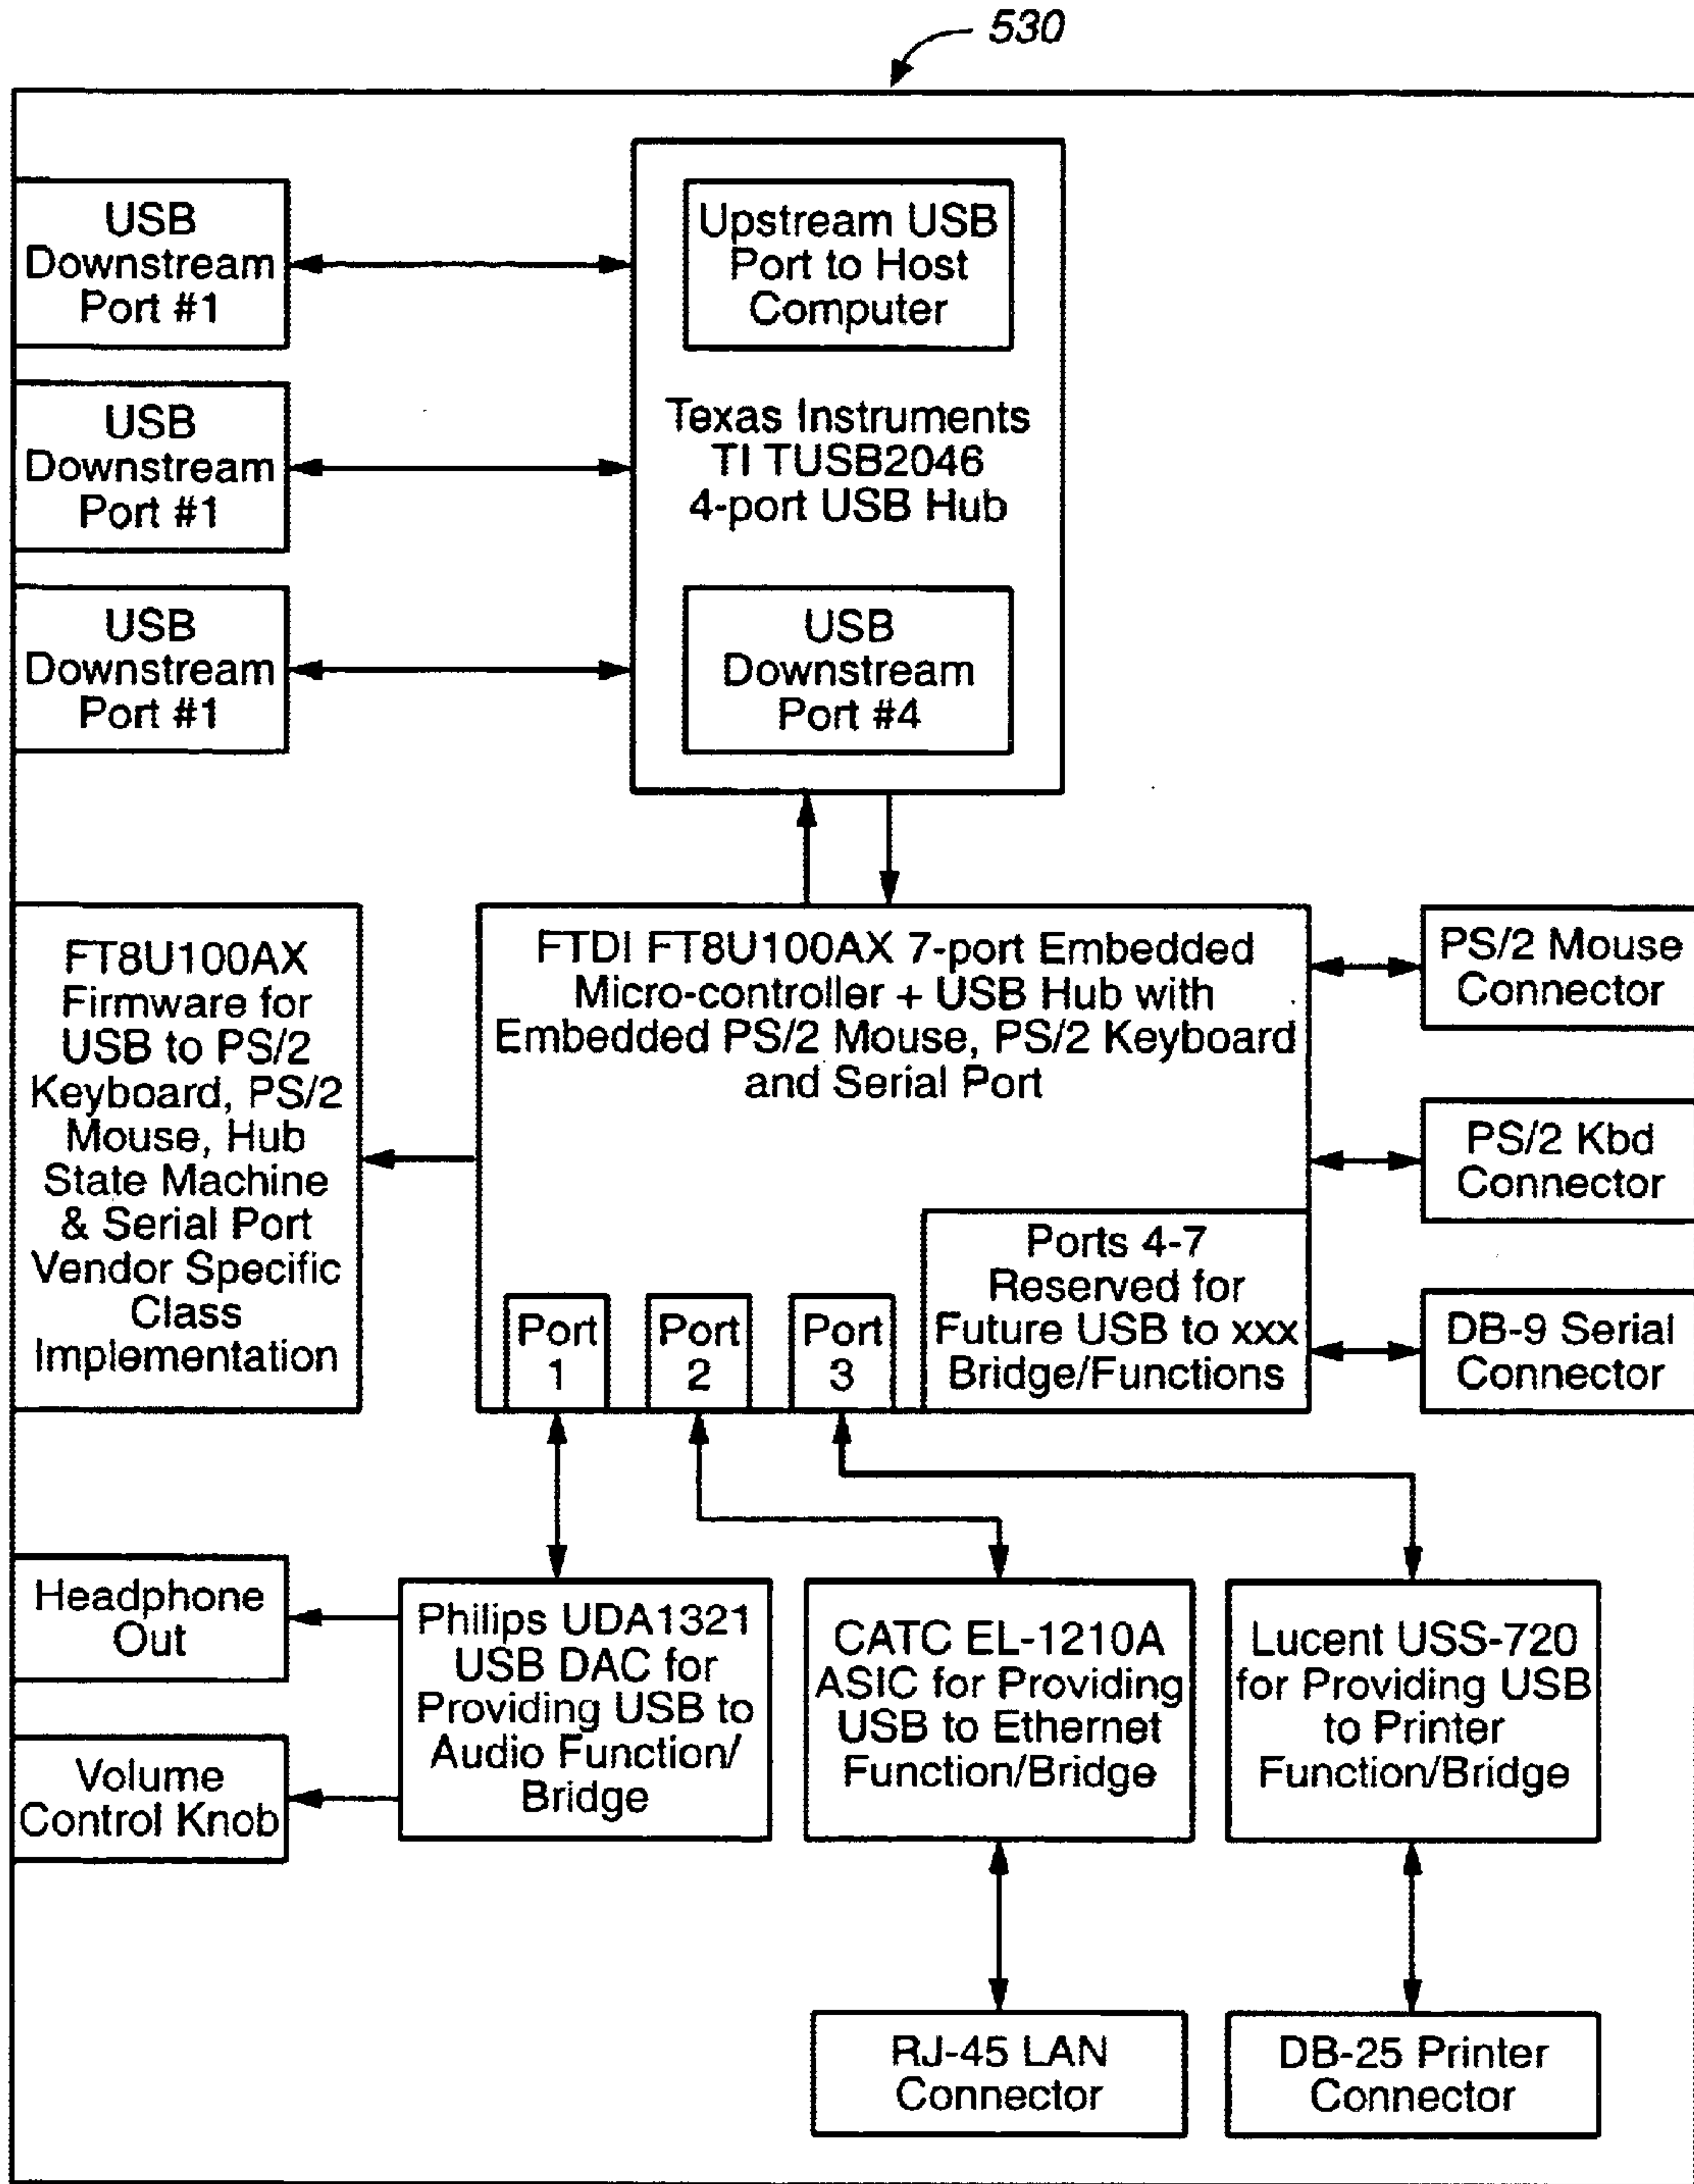 530
USB
Downstream
Port #1
Upstream USB
Port to Host
Computer
USB
Downstream
Port #1
Texas Instruments
TI TUSB2046
4-port USB Hub
USB
Downstream
Port #1
USB
Downstream
Port #4
FT8U100AX
Firmware for
USB to PS/2
Keyboard, PS/2
Mouse, Hub
State Machine
& Serial Port
Vendor Specific
Class
Implementation
FTDI FT8U100AX 7-port Embedded
Micro-controller + USB Hub with
Embedded PS/2 Mouse, PS/2 Keyboard
and Serial Port
PS/2 Mouse
Connector
PS/2 Kbd
Connector
Port
1
Port
2
Port
3
Ports 4-7
Reserved for
Future USB to xxx
Bridge/Functions
DB-9 Serial
Connector
Headphone
Out
Volume
Control Knob
Philips UDA1321
USB DAC for
Providing USB to
Audio Function/
Bridge
CATC EL-1210A
ASIC for Providing
USB to Ethernet
Function/Bridge
Lucent USS-720
for Providing USB
to Printer
Function/Bridge
RJ-45 LAN
Connector
DB-25 Printer
Connector